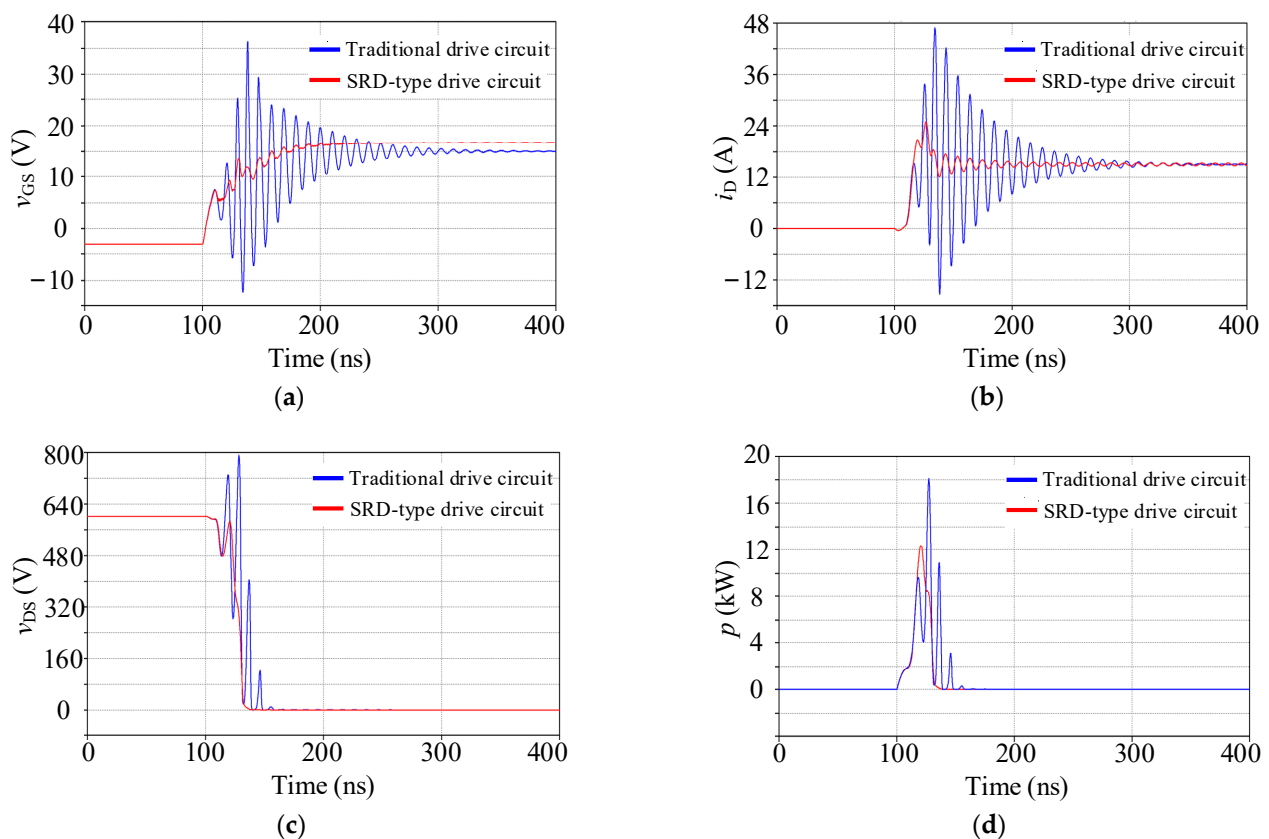 40
30
20
10
0
−10
vGS (V)
Traditional drive circuit
SRD-type drive circuit
0 100 200 300 400
Time (ns)
(a)
48
36
24
12
0
−12
iD (A)
Traditional drive circuit
SRD-type drive circuit
0 100 200 300 400
Time (ns)
(b)
800
640
480
320
160
0
vDS (V)
Traditional drive circuit
SRD-type drive circuit
0 100 200 300 400
Time (ns)
(c)
20
16
12
8
4
0
p (kW)
Traditional drive circuit
SRD-type drive circuit
0 100 200 300 400
Time (ns)
(d)